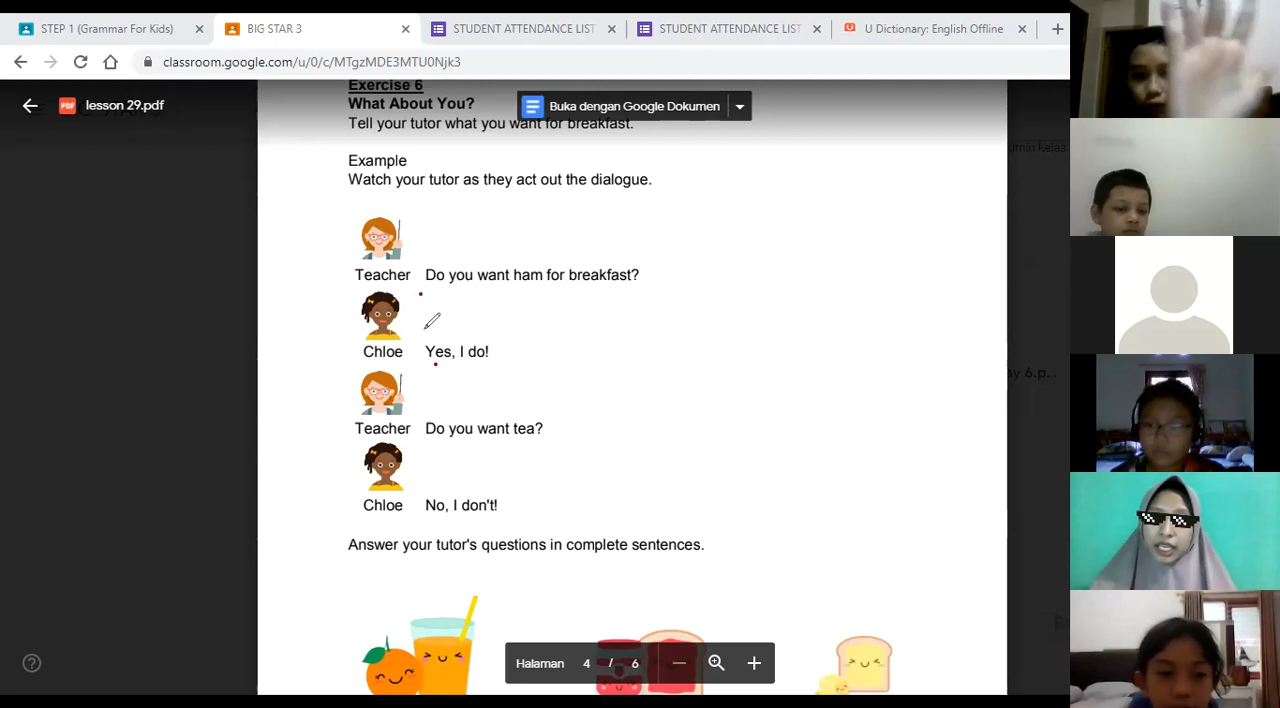 STEP 1 (Grammar For Kids)
BIG STAR 3
STUDENT ATTENDANCE LIST
STUDENT ATTENDANCE LIST
U Dictionary: English Offline
classroom.google.com/u/0/c/MTgzMDE3MTU0Njk3
PDF lesson 29.pdf
Buka dengan Google Dokumen
Exercise 6
What About You?
Tell your tutor what you want for breakfast.
Example
Watch your tutor as they act out the dialogue.
Teacher Do you want ham for breakfast?
Chloe Yes, I do!
Teacher Do you want tea?
Chloe No, I don't!
Answer your tutor's questions in complete sentences.
Halaman 4 / 6